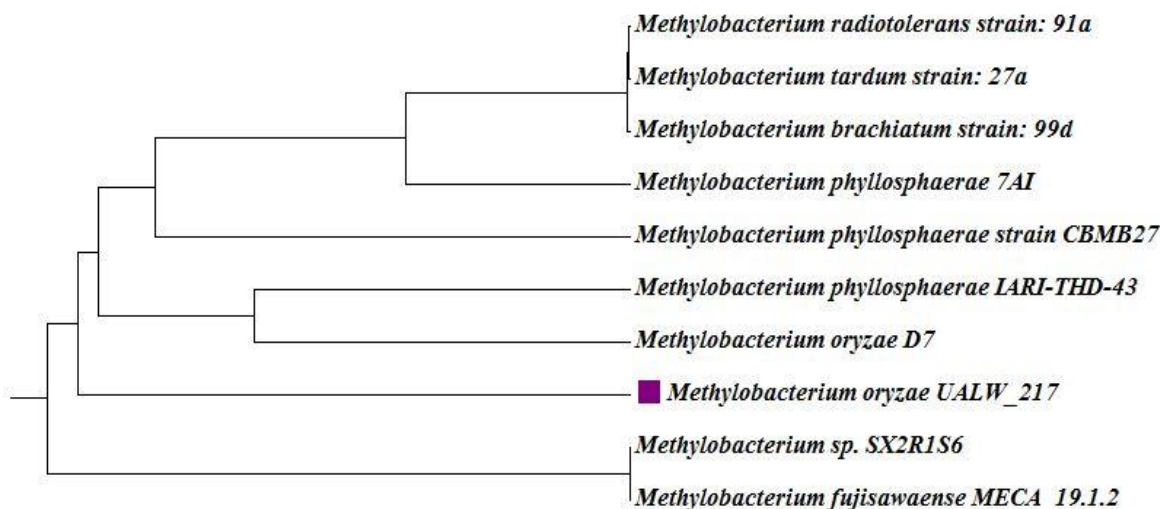 Methylobacterium radiotolerans strain: 91a
Methylobacterium tardum strain: 27a
Methylobacterium brachiatum strain: 99d
Methylobacterium phyllosphaerae 7AI
Methylobacterium phyllosphaerae strain CBMB27
Methylobacterium phyllosphaerae IARI-THD-43
Methylobacterium oryzae D7
Methylobacterium oryzae UALW_217
Methylobacterium sp. SX2R1S6
Methylobacterium fujisawaense MECA 19.1.2